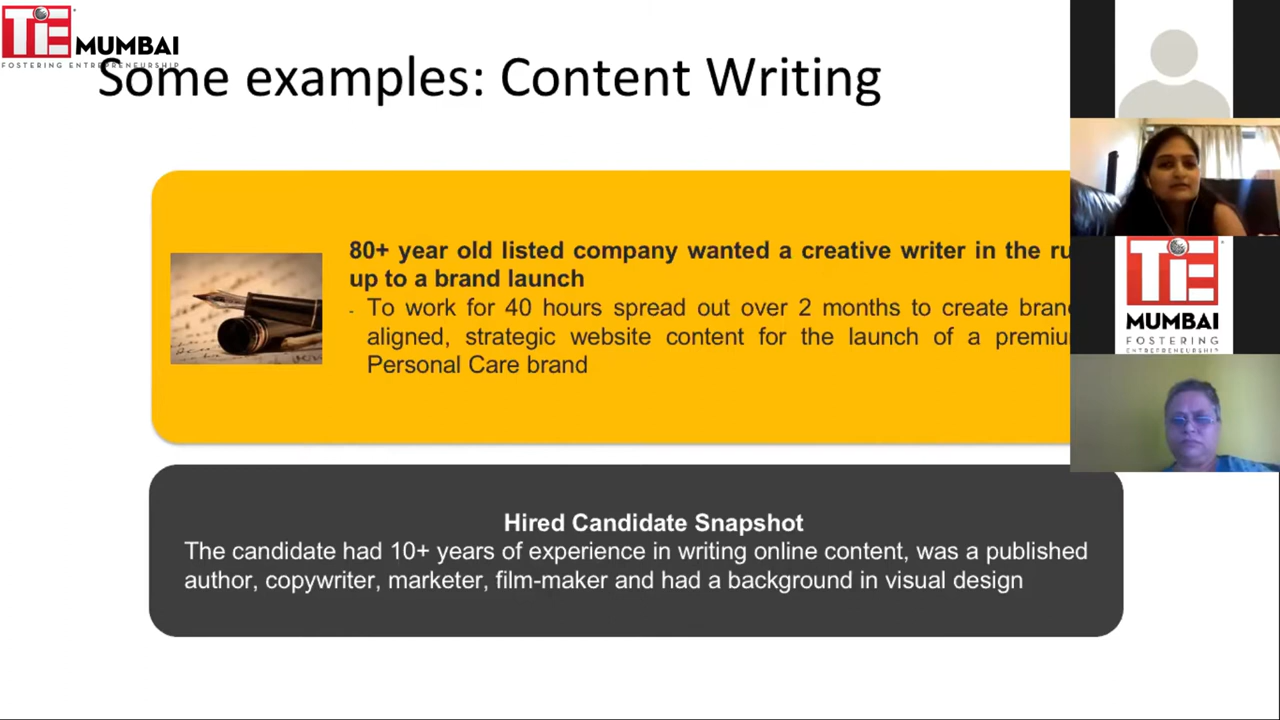 TiE MUMBAI
FOSTERING ENTREPRENEURSHIP
Some examples: Content Writing
80+ year old listed company wanted a creative writer in the
up to a brand launch
- To work for 40 hours spread out over 2 months to create
aligned, strategic website content for the launch of a
Personal Care brand
Hired Candidate Snapshot
The candidate had 10+ years of experience in writing online content, was a published
author, copywriter, marketer, film-maker and had a background in visual design
TiE
MUMBAI
FOSTERING
ENTREPRENEURSHIP